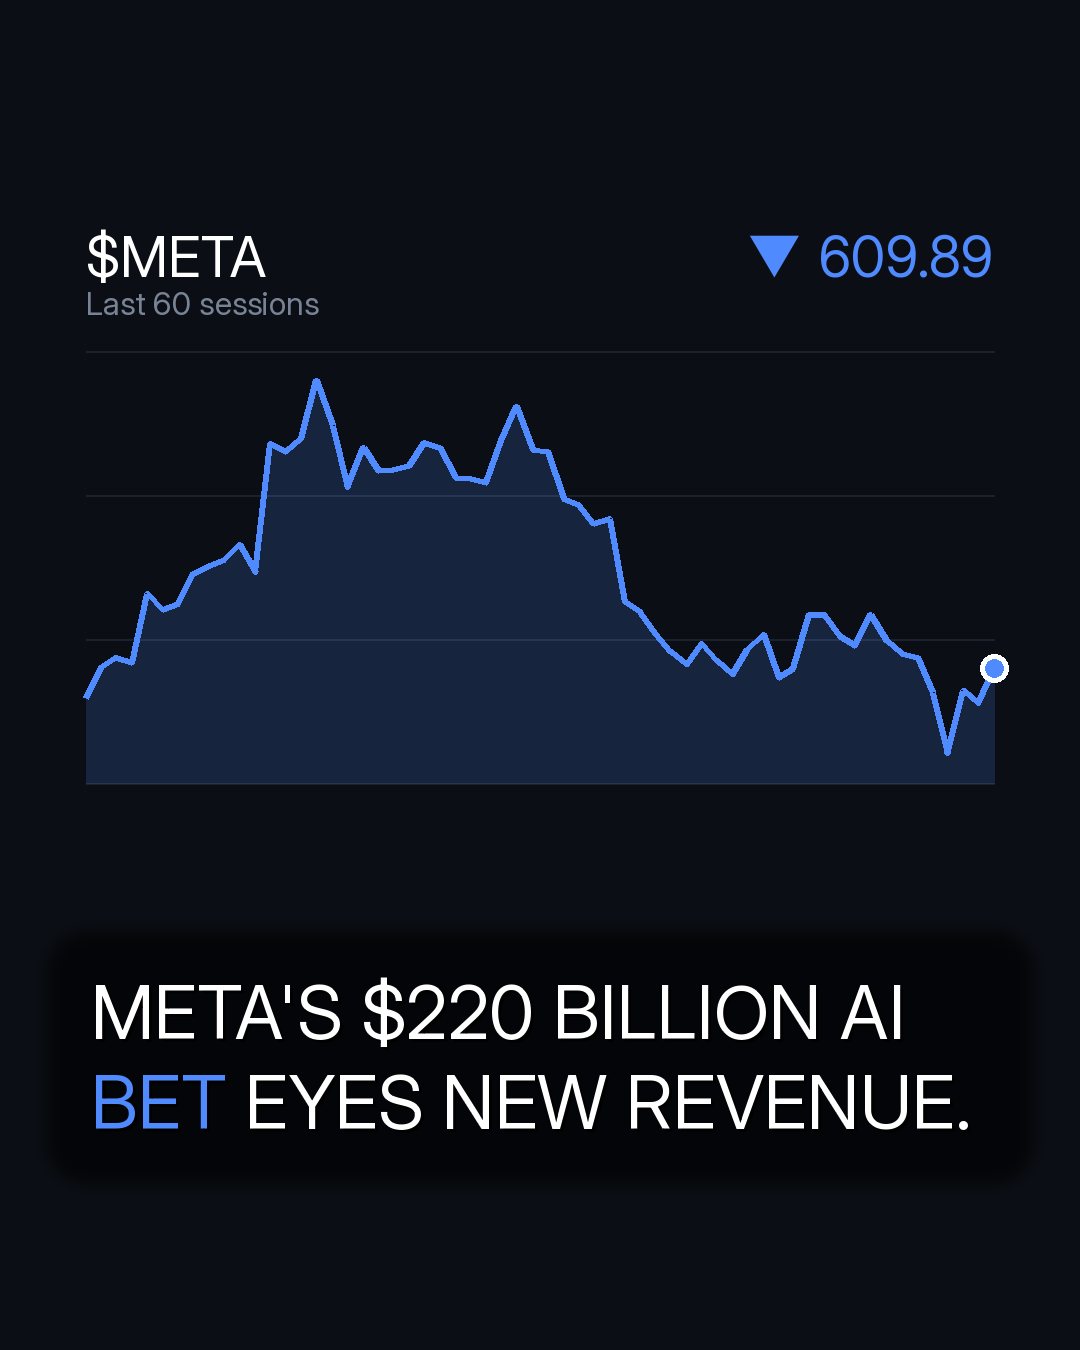 $META
▼ 609.89
Last 60 sessions
META'S $220 BILLION AI
BET EYES NEW REVENUE.